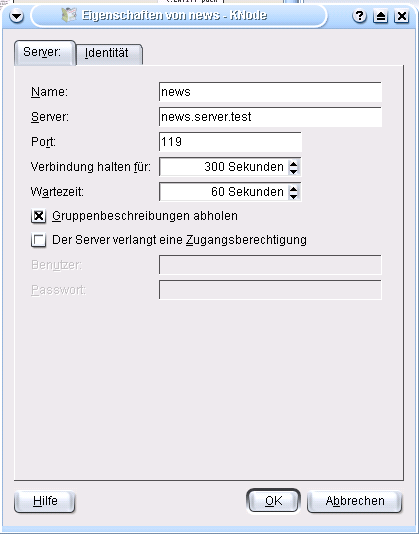 Eigenschaften von news - KNode
Server: Identität
Name: news
Server: news.server.test
Port: 119
Verbindung halten für: 300 Sekunden
Wartezeit: 60 Sekunden
Gruppenbeschreibungen abholen
Der Server verlangt eine Zugangsberechtigung
Benutzer:
Passwort:
Hilfe OK Abbrechen